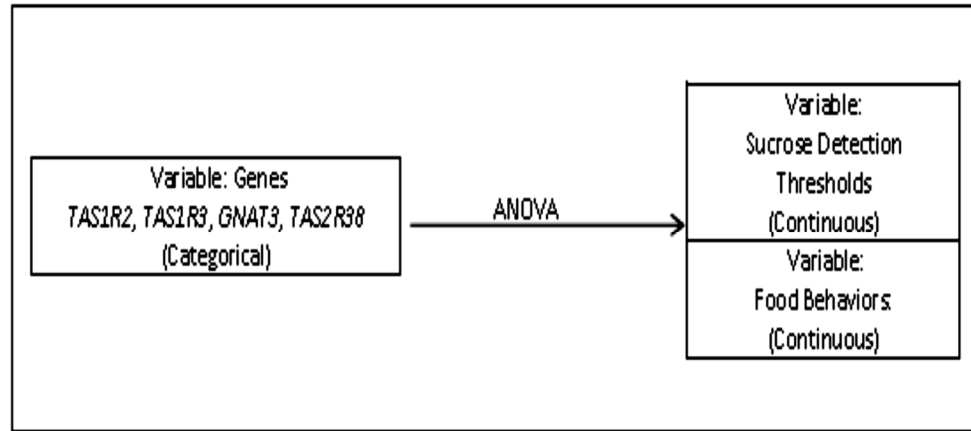 Variable: Genes
TAS1R2, TAS1R3, GNAT3, TAS2R38
(Categorical)
ANOVA
Variable:
Sucrose Detection
Thresholds
(Continuous)
Variable:
Food Behaviors:
(Continuous)